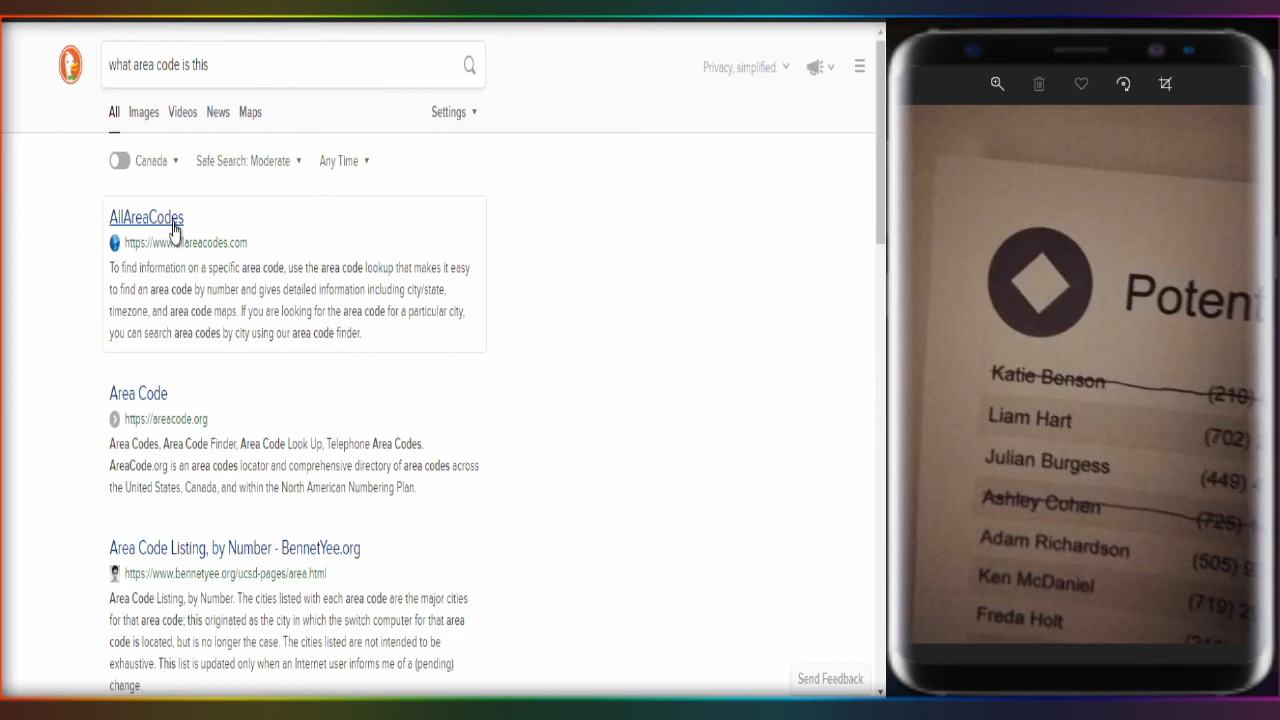 what area code is this
Privacy, simplified.
All Images Videos News Maps
Settings
Canada
Safe Search: Moderate
Any Time
AllAreaCodes
To find information on a specific area code, use the area code lookup that makes it easy
to find an area code by number and gives detailed information including city/state,
timezone, and area code maps. If you are looking for the area code for a particular city,
you can search area codes by city using our area code finder.
Area Code
https://areacode.org
Area Codes, Area Code Finder, Area Code Look Up, Telephone Area Codes.
AreaCode.org is an area codes locator and comprehensive directory of area codes across
the United States, Canada, and within the North American Numbering Plan.
Area Code Listing, by Number - BennetYee.org
https://www.bennetyee.org/ucsd-pages/area.html
Area Code Listing, by Number. The cities listed with each area code are the major cities
for that area code; this originated as the city in which the switch computer for that area
code is located, but is no longer the case. The cities listed are not intended to be
exhaustive. This list is updated only when an Internet user informs me of a (pending)
change.
Send Feedback
Potent
Katie Benson (210)
Liam Hart (702)
Julian Burgess (449)
Ashley Cohen (725)
Adam Richardson (505) 9
Ken McDaniel (719) 2
Freda Holt